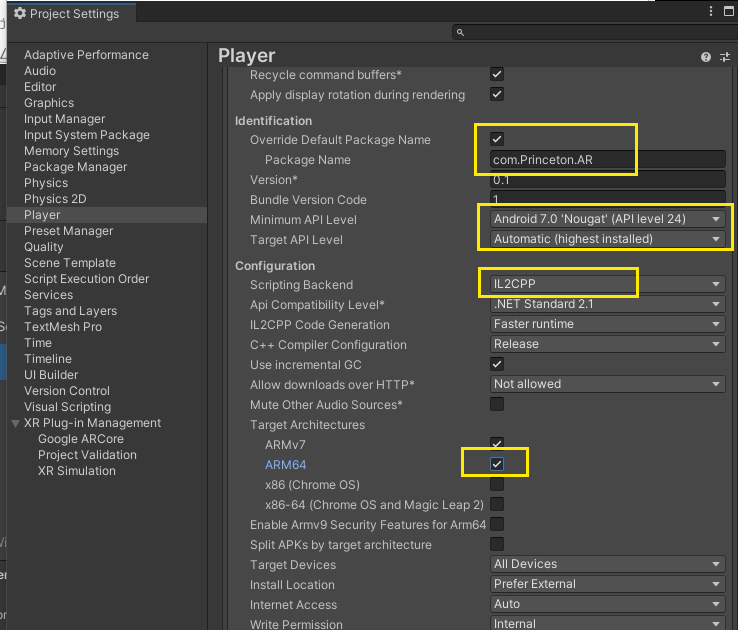 Project Settings
Player
Adaptive Performance
Audio
Editor
Graphics
Input Manager
Input System Package
Memory Settings
Package Manager
Physics
Physics 2D
Player
Preset Manager
Quality
Scene Template
Script Execution Order
Services
Tags and Layers
TextMesh Pro
Time
Timeline
UI Builder
Version Control
Visual Scripting
XR Plug-in Management
Google ARCore
Project Validation
XR Simulation
Recycle command buffers*
Apply display rotation during rendering
Identification
Override Default Package Name
Package Name com.Princeton.AR
Version* 0.1
Bundle Version Code 1
Minimum API Level Android 7.0 'Nougat' (API level 24)
Target API Level Automatic (highest installed)
Configuration
Scripting Backend IL2CPP
Api Compatibility Level* .NET Standard 2.1
IL2CPP Code Generation Faster runtime
C++ Compiler Configuration Release
Use incremental GC
Allow downloads over HTTP* Not allowed
Mute Other Audio Sources*
Target Architectures
ARMv7
ARM64
x86 (Chrome OS)
x86-64 (Chrome OS and Magic Leap 2)
Enable Armv9 Security Features for Arm64
Split APKs by target architecture
Target Devices All Devices
Install Location Prefer External
Internet Access Auto
Write Permission Internal